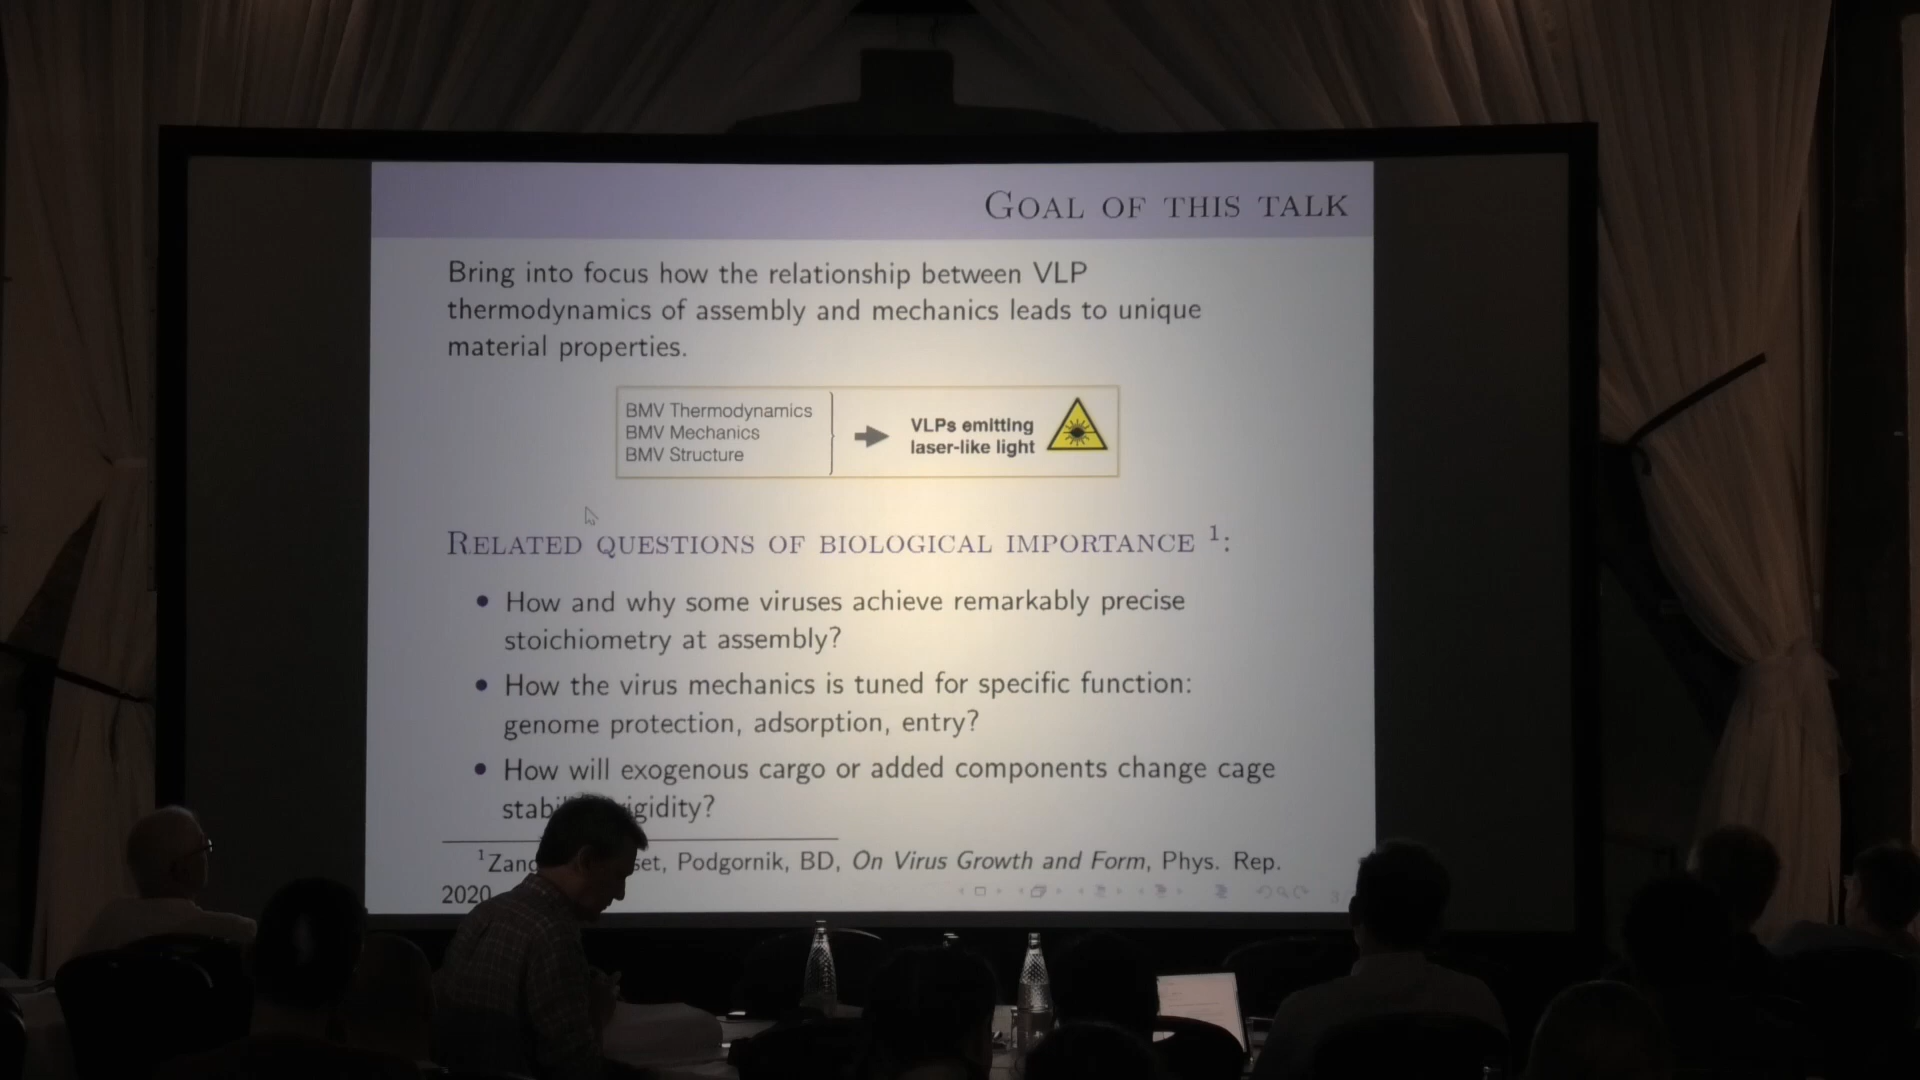 GOAL OF THIS TALK
Bring into focus how the relationship between VLP
thermodynamics of assembly and mechanics leads to unique
material properties.
BMV Thermodynamics
BMV Mechanics
BMV Structure
VLPs emitting
laser-like light
RELATED QUESTIONS OF BIOLOGICAL IMPORTANCE 1:
• How and why some viruses achieve remarkably precise
stoichiometry at assembly?
• How the virus mechanics is tuned for specific function:
genome protection, adsorption, entry?
• How will exogenous cargo or added components change cage
?
1 Podgornik, BD, On Virus Growth and Form, Phys. Rep.
2020
3